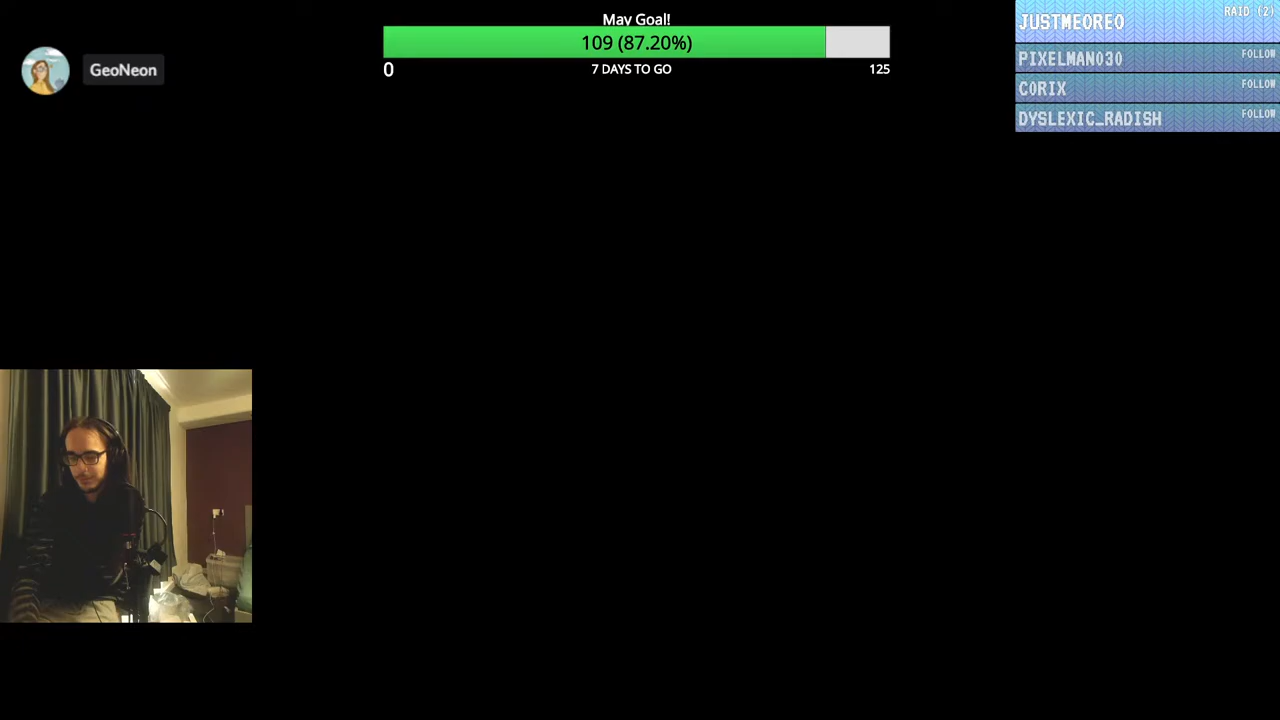 May Goal!
109 (87.20%)
0
7 DAYS TO GO
125
GeoNeon
JUSTMEOREO
RAID (2)
PIXELMAN030
FOLLOW
C0RIX
FOLLOW
DYSLEXIC_RADISH
FOLLOW